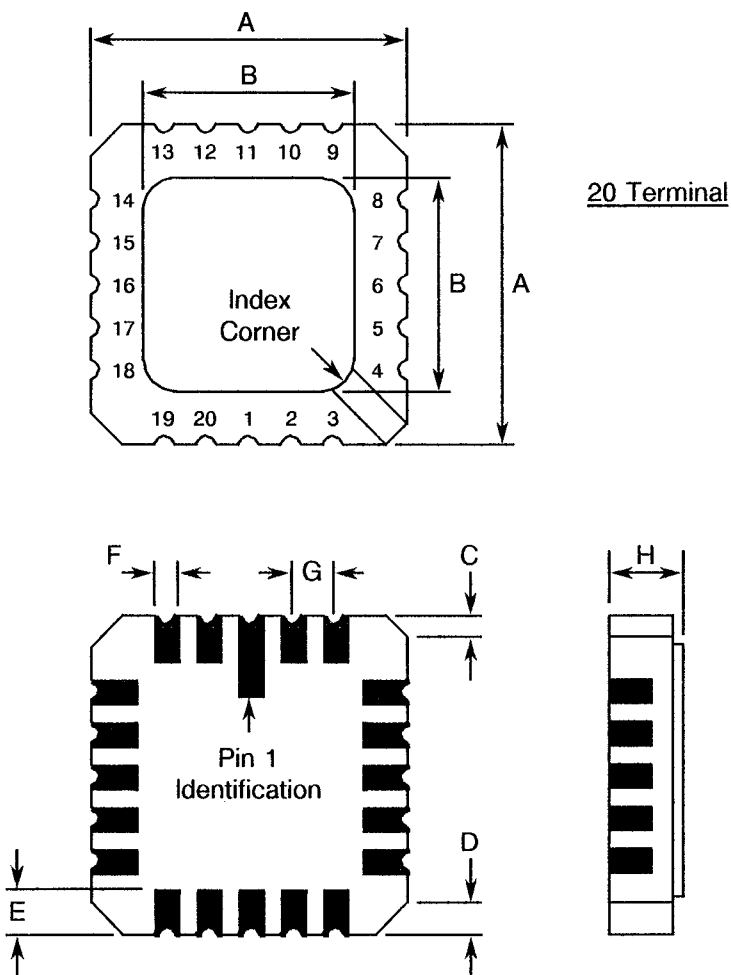 A
B
13 12 11 10 9
14 8
20 Terminal
15 7
16 6
B A
Index
Corner
17 5
18 4
19 20 1 2 3
F G C H
Pin 1
Identification
D
E